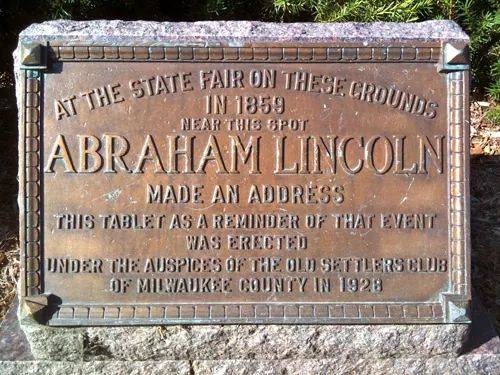 AT THE STATE FAIR ON THESE GROUNDS
IN 1859
NEAR THIS SPOT
ABRAHAM LINCOLN
MADE AN ADDRESS
THIS TABLET AS A REMINDER OF THAT EVENT
WAS ERECTED
UNDER THE AUSPICES OF THE OLD SETTLERS CLUB
OF MILWAUKEE COUNTY IN 1928